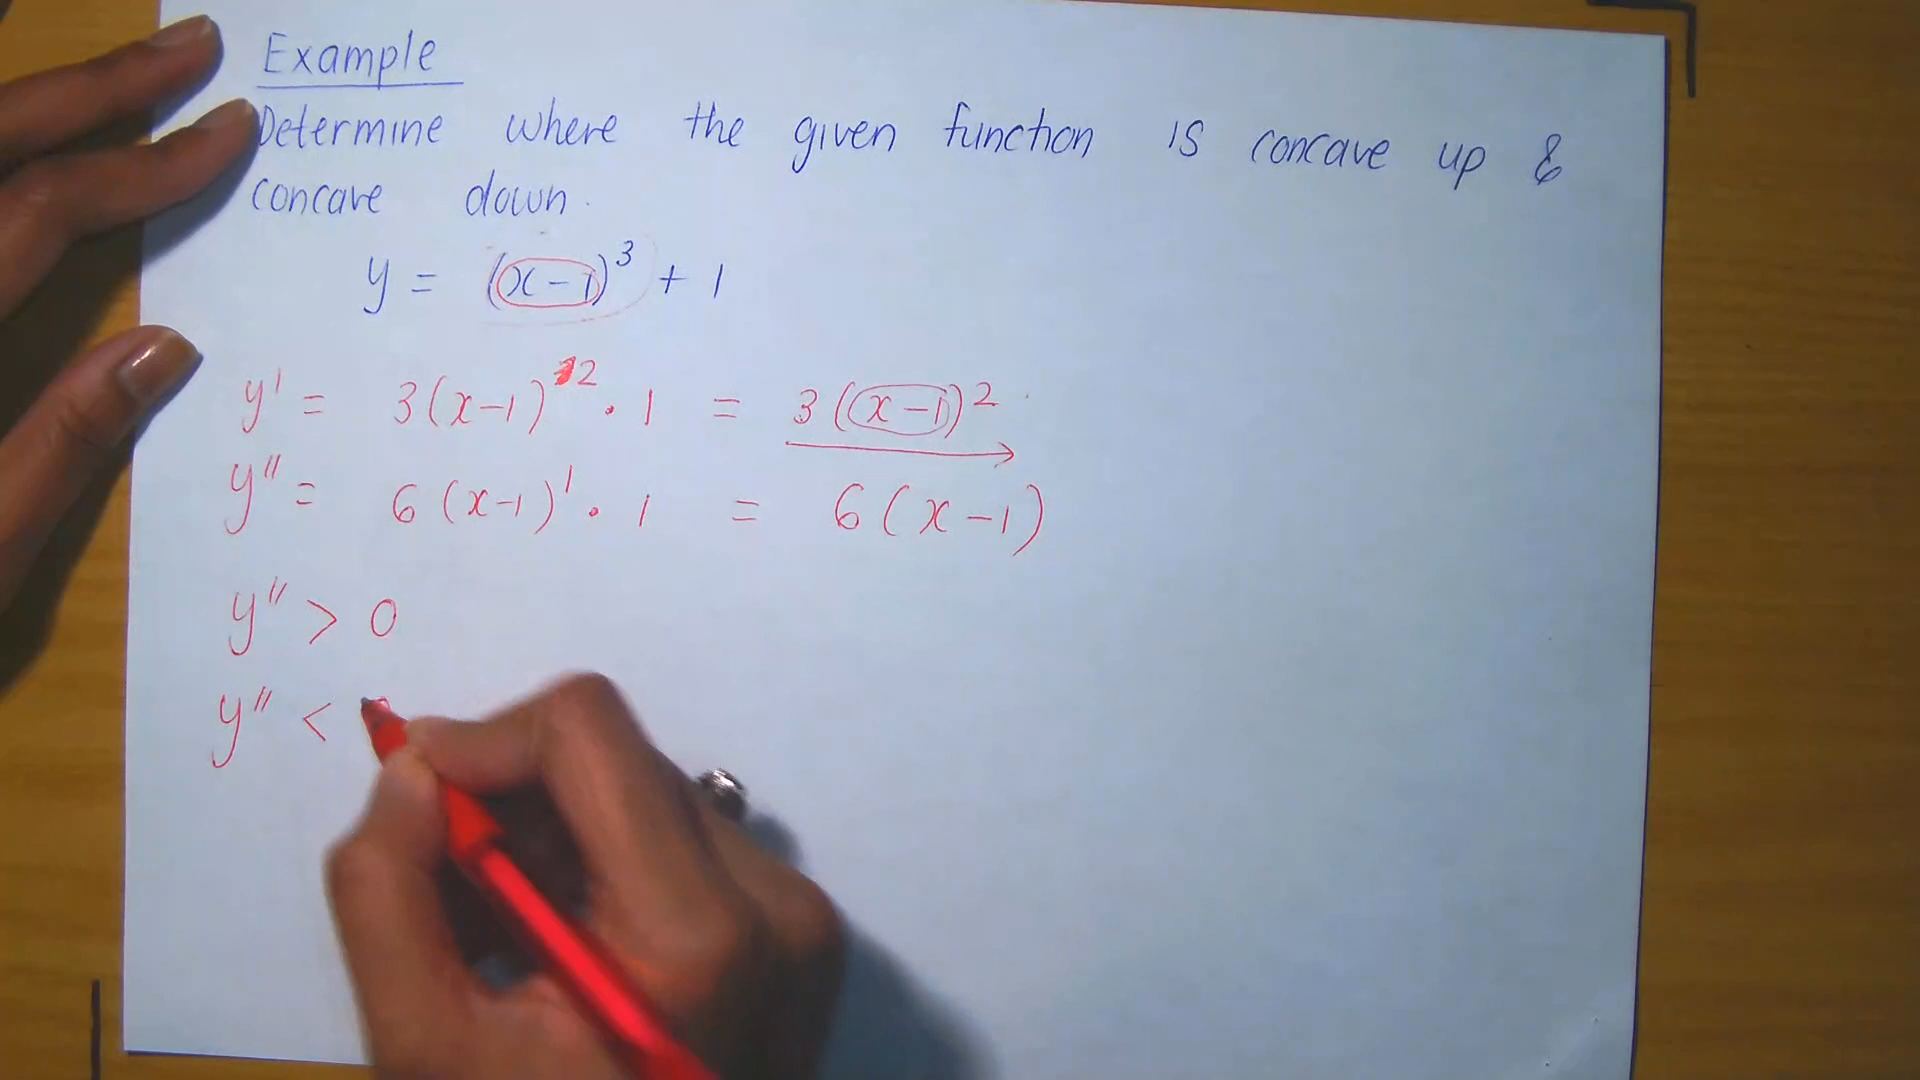 Example
Determine where the given function is concave up &
concave down.
y = (x-1)³ + 1
y' = 3(x-1)² · 1 = 3(x-1)²
y'' = 6(x-1)¹ · 1 = 6(x-1)
y'' > 0
y'' <